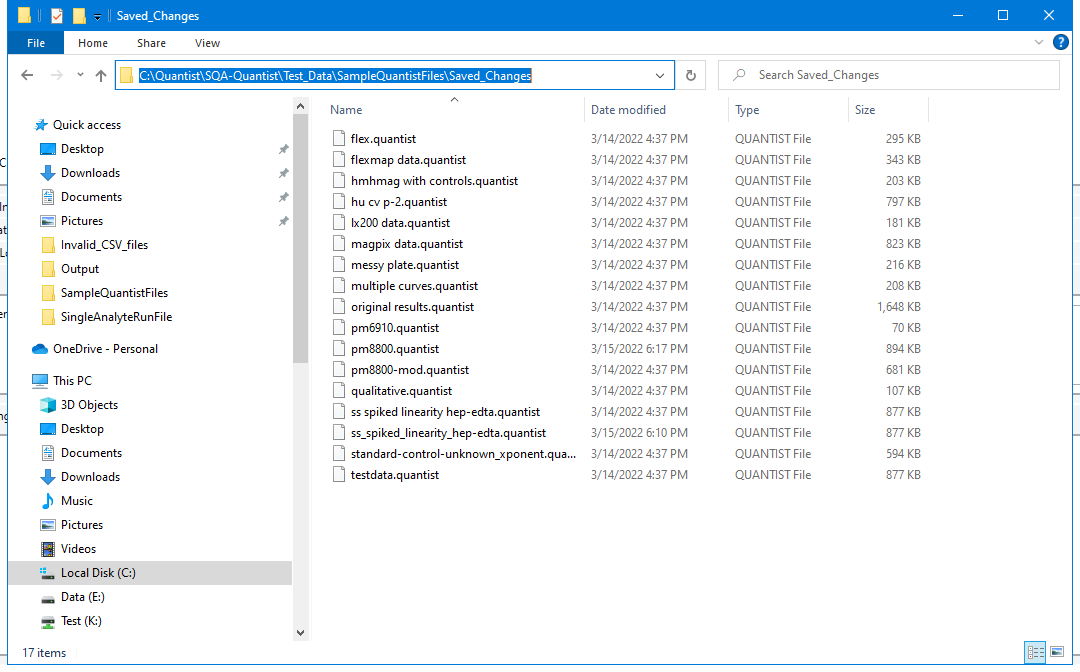 Saved_Changes
File Home Share View
C:\Quantist\SQA-Quantist\Test_Data\SampleQuantistFiles\Saved_Changes
Search Saved_Changes
Quick access
Desktop
Downloads
Documents
Pictures
Invalid_CSV_files
Output
SampleQuantistFiles
SingleAnalyteRunFile
OneDrive - Personal
This PC
3D Objects
Desktop
Documents
Downloads
Music
Pictures
Videos
Local Disk (C:)
Data (E:)
Test (K:)
Name Date modified Type Size
flex.quantist 3/14/2022 4:37 PM QUANTIST File 295 KB
flexmap data.quantist 3/14/2022 4:37 PM QUANTIST File 343 KB
hmhmag with controls.quantist 3/14/2022 4:37 PM QUANTIST File 203 KB
hu cv p-2.quantist 3/14/2022 4:37 PM QUANTIST File 797 KB
lx200 data.quantist 3/14/2022 4:37 PM QUANTIST File 181 KB
magpix data.quantist 3/14/2022 4:37 PM QUANTIST File 823 KB
messy plate.quantist 3/14/2022 4:37 PM QUANTIST File 216 KB
multiple curves.quantist 3/14/2022 4:37 PM QUANTIST File 208 KB
original results.quantist 3/14/2022 4:37 PM QUANTIST File 1,648 KB
pm6910.quantist 3/14/2022 4:37 PM QUANTIST File 70 KB
pm8800.quantist 3/15/2022 6:17 PM QUANTIST File 894 KB
pm8800-mod.quantist 3/14/2022 4:37 PM QUANTIST File 681 KB
qualitative.quantist 3/14/2022 4:37 PM QUANTIST File 107 KB
ss spiked linearity hep-edta.quantist 3/14/2022 4:37 PM QUANTIST File 877 KB
ss_spiked_linearity_hep-edta.quantist 3/15/2022 6:10 PM QUANTIST File 877 KB
standard-control-unknown_xponent.qua... 3/14/2022 4:37 PM QUANTIST File 594 KB
testdata.quantist 3/14/2022 4:37 PM QUANTIST File 877 KB
17 items